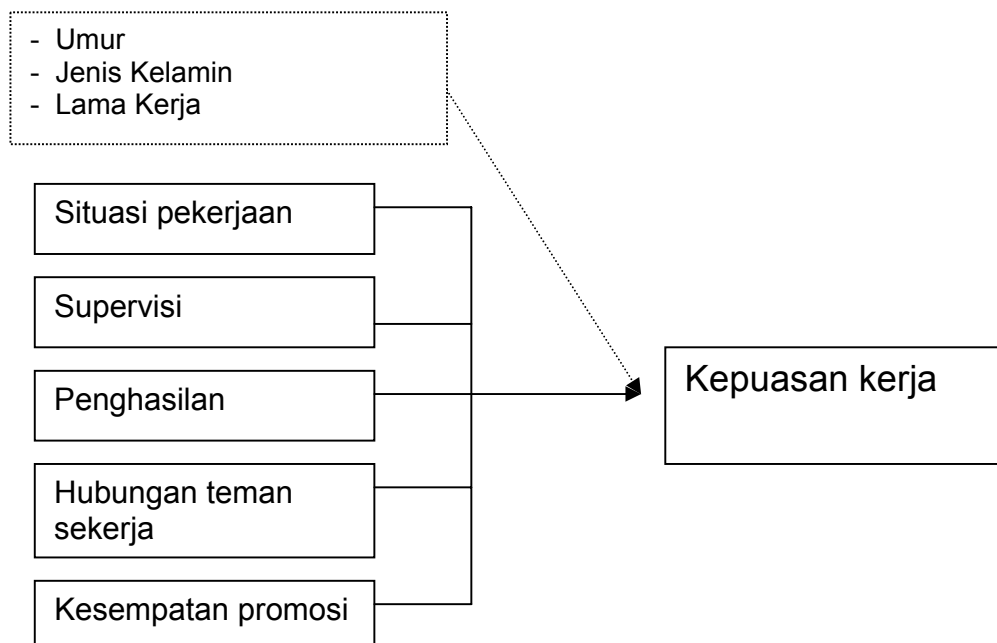 - Umur
- Jenis Kelamin
- Lama Kerja
Situasi pekerjaan
Supervisi
Penghasilan
Kepuasan kerja
Hubungan teman
sekerja
Kesempatan promosi